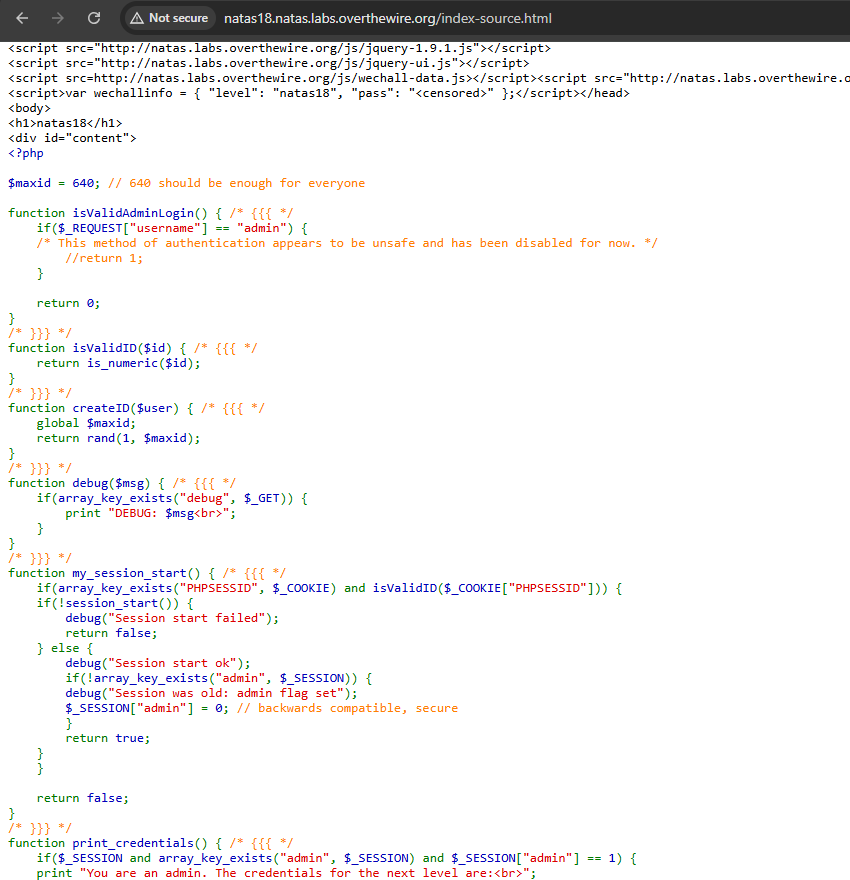 Not secure natas18.natas.labs.overthewire.org/index-source.html
<script src="http://natas.labs.overthewire.org/js/jquery-1.9.1.js"></script>
<script src="http://natas.labs.overthewire.org/js/jquery-ui.js"></script>
<script src=http://natas.labs.overthewire.org/js/wechall-data.js></script><script src="http://natas.labs.overthewire.o
<script>var wechallinfo = { "level": "natas18", "pass": "<censored>" };</script></head>
<body>
<h1>natas18</h1>
<div id="content">
<?php
$maxid = 640; // 640 should be enough for everyone
function isValidAdminLogin() { /* {{{ */
    if($_REQUEST["username"] == "admin") {
    /* This method of authentication appears to be unsafe and has been disabled for now. */
        //return 1;
    }
    return 0;
}
/* }}} */
function isValidID($id) { /* {{{ */
    return is_numeric($id);
}
/* }}} */
function createID($user) { /* {{{ */
    global $maxid;
    return rand(1, $maxid);
}
/* }}} */
function debug($msg) { /* {{{ */
    if(array_key_exists("debug", $_GET)) {
        print "DEBUG: $msg<br>";
    }
}
/* }}} */
function my_session_start() { /* {{{ */
    if(array_key_exists("PHPSESSID", $_COOKIE) and isValidID($_COOKIE["PHPSESSID"])) {
    if(!session_start()) {
        debug("Session start failed");
        return false;
    } else {
        debug("Session start ok");
        if(!array_key_exists("admin", $_SESSION)) {
        debug("Session was old: admin flag set");
        $_SESSION["admin"] = 0; // backwards compatible, secure
        }
        return true;
    }
    }
    return false;
}
/* }}} */
function print_credentials() { /* {{{ */
    if($_SESSION and array_key_exists("admin", $_SESSION) and $_SESSION["admin"] == 1) {
    print "You are an admin. The credentials for the next level are:<br>";